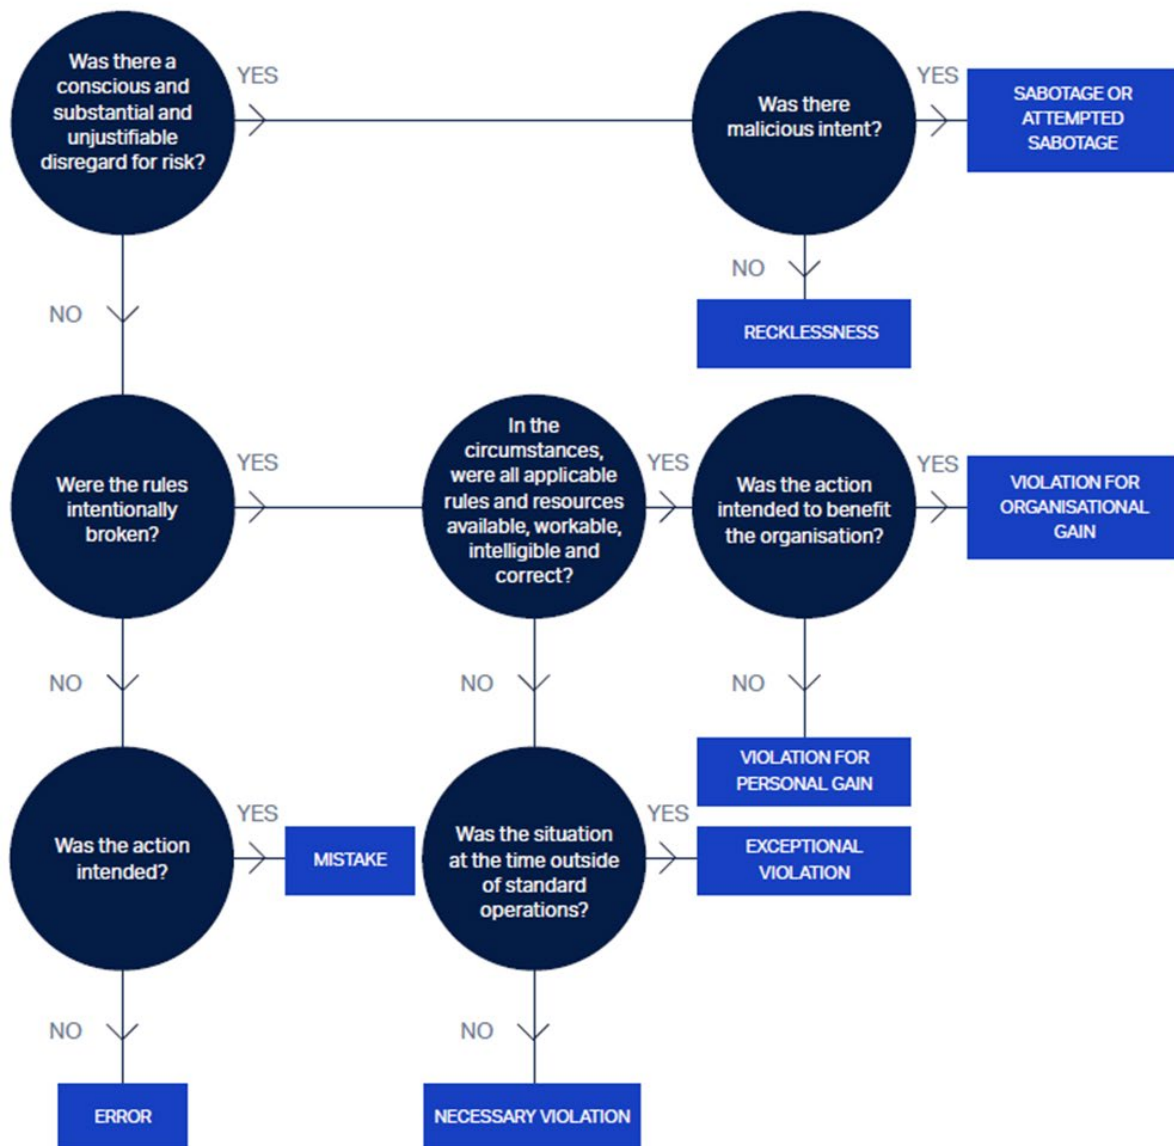 Was there a
conscious and
substantial and
unjustifiable
disregard for risk?
YES
Was there
malicious intent?
YES
SABOTAGE OR
ATTEMPTED
SABOTAGE
NO
NO
RECKLESSNESS
Were the rules
intentionally
broken?
YES
In the
circumstances,
were all applicable
rules and resources
available, workable,
intelligible and
correct?
YES
Was the action
intended to benefit
the organisation?
YES
VIOLATION FOR
ORGANISATIONAL
GAIN
NO
NO
NO
VIOLATION FOR
PERSONAL GAIN
Was the action
intended?
YES
MISTAKE
Was the situation
at the time outside
of standard
operations?
YES
EXCEPTIONAL
VIOLATION
NO
NO
ERROR
NECESSARY VIOLATION